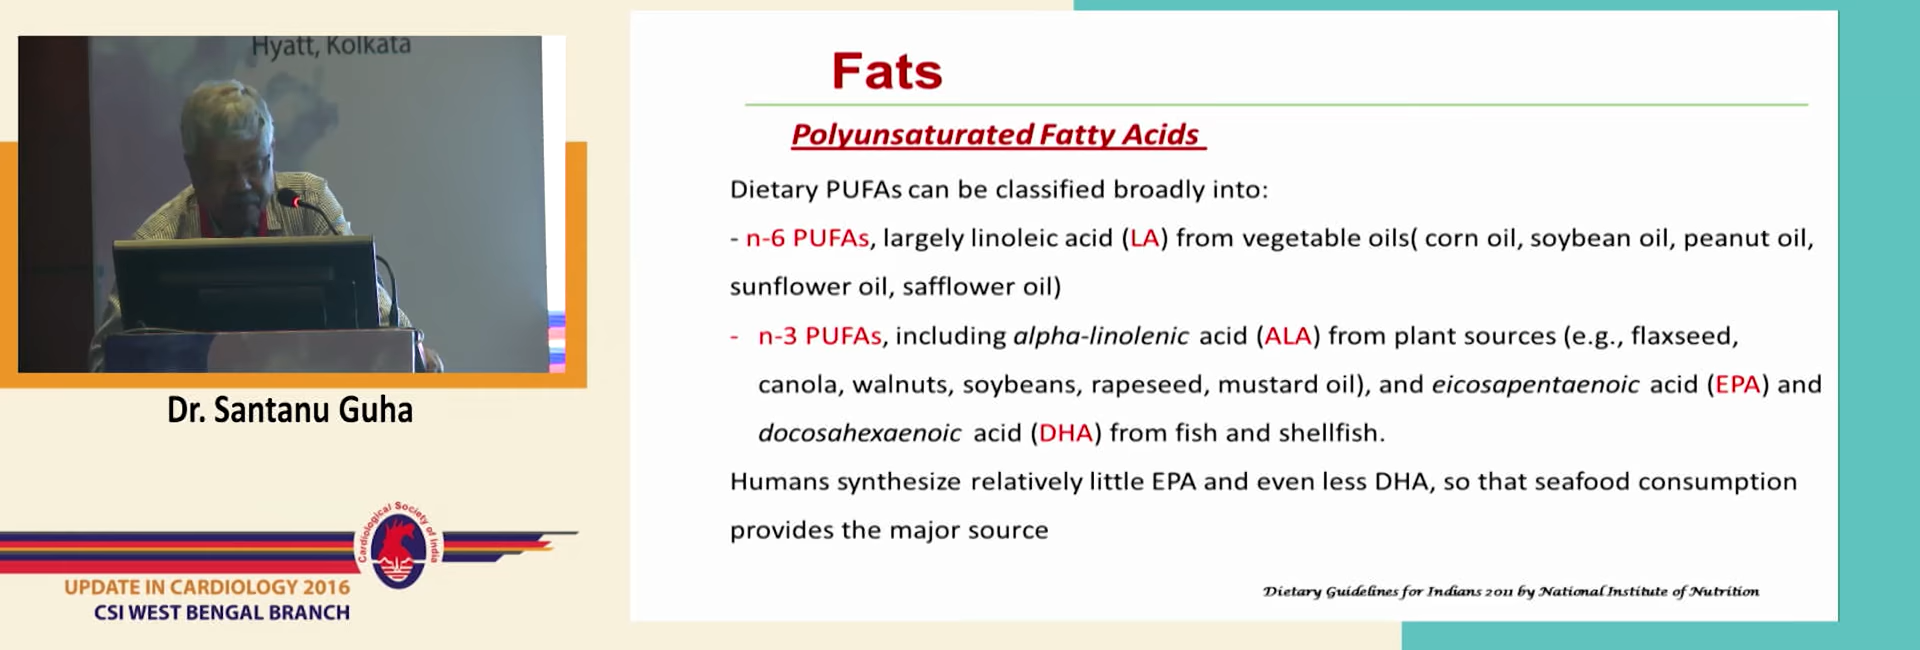 Hyatt, Kolkata
Dr. Santanu Guha
Cardiological Society of India
UPDATE IN CARDIOLOGY 2016
CSI WEST BENGAL BRANCH
Fats
Polyunsaturated Fatty Acids
Dietary PUFAs can be classified broadly into:
- n-6 PUFAs, largely linoleic acid (LA) from vegetable oils( corn oil, soybean oil, peanut oil,
sunflower oil, safflower oil)
- n-3 PUFAs, including alpha-linolenic acid (ALA) from plant sources (e.g., flaxseed,
canola, walnuts, soybeans, rapeseed, mustard oil), and eicosapentaenoic acid (EPA) and
docosahexaenoic acid (DHA) from fish and shellfish.
Humans synthesize relatively little EPA and even less DHA, so that seafood consumption
provides the major source
Dietary Guidelines for Indians 2011 by National Institute of Nutrition